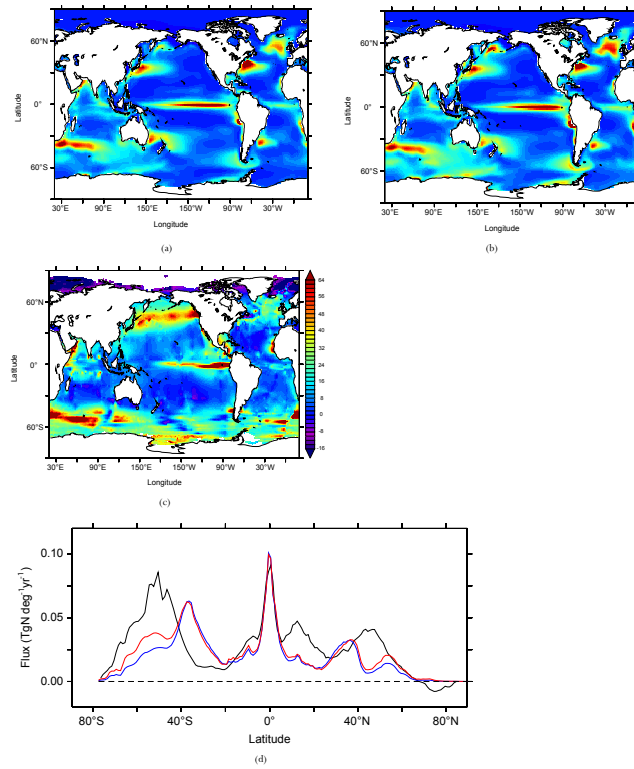 60°N
0°
60°S
Latitude
30°E 90°E 150°E 150°W 90°W 30°W
Longitude
(a)
60°N
0°
60°S
Latitude
30°E 90°E 150°E 150°W 90°W 30°W
Longitude
(b)
60°N
0°
60°S
Latitude
30°E 90°E 150°E 150°W 90°W 30°W
Longitude
64
56
48
40
32
24
16
8
0
-8
-16
(c)
0.10
0.05
0.00
Flux (TgN deg⁻¹yr⁻¹)
80°S 40°S 0° 40°N 80°N
Latitude
(d)